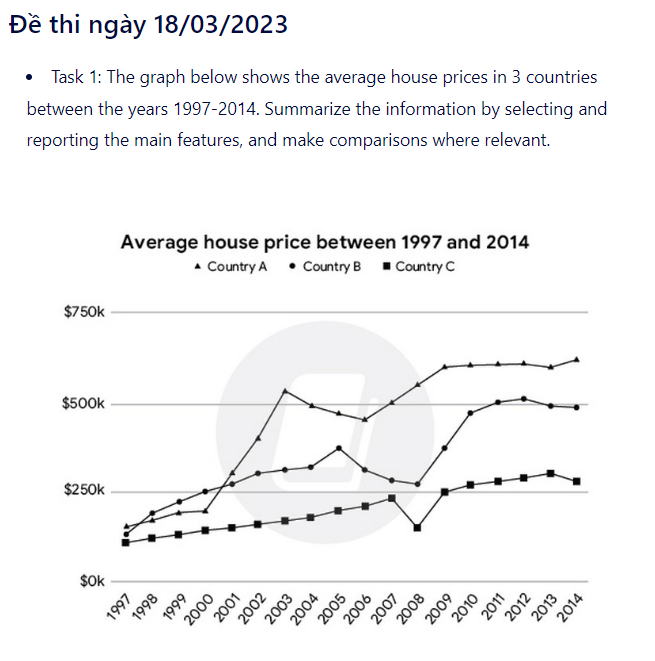 Đề thi ngày 18/03/2023
• Task 1: The graph below shows the average house prices in 3 countries
between the years 1997-2014. Summarize the information by selecting and
reporting the main features, and make comparisons where relevant.
Average house price between 1997 and 2014
▲ Country A ● Country B ■ Country C
$750k
$500k
$250k
$0k
1997 1998 1999 2000 2001 2002 2003 2004 2005 2006 2007 2008 2009 2010 2011 2012 2013 2014